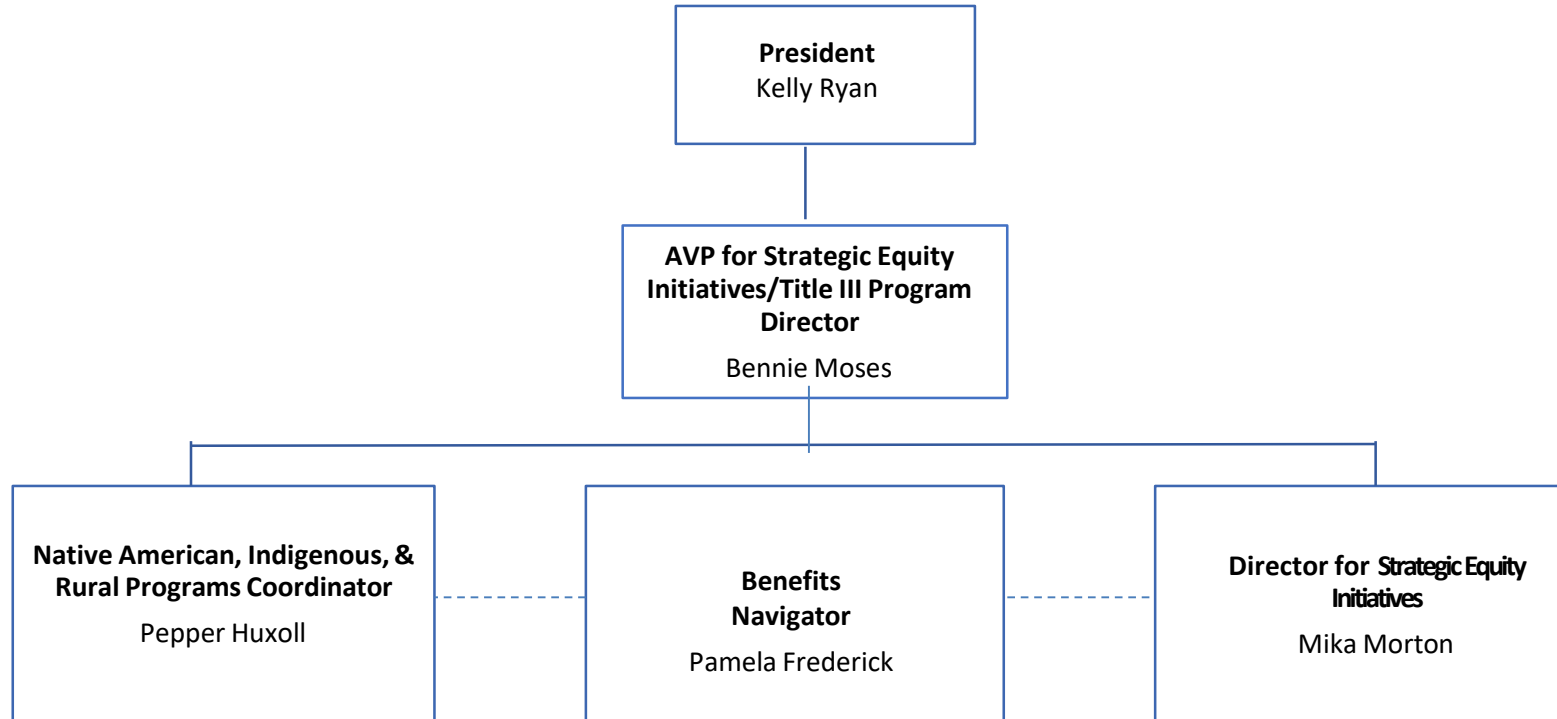 President
Kelly Ryan
AVP for Strategic Equity
Initiatives/Title III Program
Director
Bennie Moses
Native American, Indigenous, &
Rural Programs Coordinator
Pepper Huxoll
Benefits
Navigator
Pamela Frederick
Director for Strategic Equity
Initiatives
Mika Morton